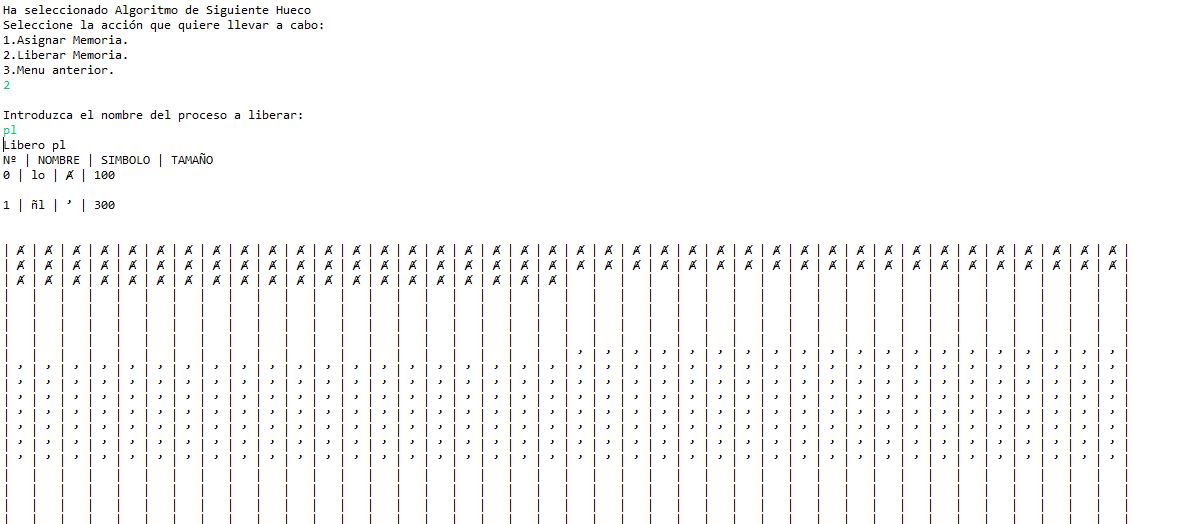 Ha seleccionado Algoritmo de Siguiente Hueco
Seleccione la acción que quiere llevar a cabo:
1.Asignar Memoria.
2.Liberar Memoria.
3.Menu anterior.
2
Introduzca el nombre del proceso a liberar:
pl
Libero pl
Nº | NOMBRE | SIMBOLO | TAMAÑO
0 | lo | Ⱥ | 100
1 | ñl | ʼ | 300
| Ⱥ | Ⱥ | Ⱥ | Ⱥ | Ⱥ | Ⱥ | Ⱥ | Ⱥ | Ⱥ | Ⱥ | Ⱥ | Ⱥ | Ⱥ | Ⱥ | Ⱥ | Ⱥ | Ⱥ | Ⱥ | Ⱥ | Ⱥ | Ⱥ | Ⱥ | Ⱥ | Ⱥ | Ⱥ | Ⱥ | Ⱥ | Ⱥ | Ⱥ | Ⱥ | Ⱥ | Ⱥ | Ⱥ | Ⱥ | Ⱥ | Ⱥ | Ⱥ | Ⱥ | Ⱥ | Ⱥ |
| Ⱥ | Ⱥ | Ⱥ | Ⱥ | Ⱥ | Ⱥ | Ⱥ | Ⱥ | Ⱥ | Ⱥ | Ⱥ | Ⱥ | Ⱥ | Ⱥ | Ⱥ | Ⱥ | Ⱥ | Ⱥ | Ⱥ | Ⱥ | Ⱥ | Ⱥ | Ⱥ | Ⱥ | Ⱥ | Ⱥ | Ⱥ | Ⱥ | Ⱥ | Ⱥ | Ⱥ | Ⱥ | Ⱥ | Ⱥ | Ⱥ | Ⱥ | Ⱥ | Ⱥ | Ⱥ | Ⱥ |
| Ⱥ | Ⱥ | Ⱥ | Ⱥ | Ⱥ | Ⱥ | Ⱥ | Ⱥ | Ⱥ | Ⱥ | Ⱥ | Ⱥ | Ⱥ | Ⱥ | Ⱥ | Ⱥ | Ⱥ | Ⱥ | Ⱥ | Ⱥ | | | | | | | | | | | | | | | | | | | | |
| | | | | | | | | | | | | | | | | | | | | ʼ | ʼ | ʼ | ʼ | ʼ | ʼ | ʼ | ʼ | ʼ | ʼ | ʼ | ʼ | ʼ | ʼ | ʼ | ʼ | ʼ | ʼ | ʼ | ʼ |
| ʼ | ʼ | ʼ | ʼ | ʼ | ʼ | ʼ | ʼ | ʼ | ʼ | ʼ | ʼ | ʼ | ʼ | ʼ | ʼ | ʼ | ʼ | ʼ | ʼ | ʼ | ʼ | ʼ | ʼ | ʼ | ʼ | ʼ | ʼ | ʼ | ʼ | ʼ | ʼ | ʼ | ʼ | ʼ | ʼ | ʼ | ʼ | ʼ | ʼ |
| ʼ | ʼ | ʼ | ʼ | ʼ | ʼ | ʼ | ʼ | ʼ | ʼ | ʼ | ʼ | ʼ | ʼ | ʼ | ʼ | ʼ | ʼ | ʼ | ʼ | ʼ | ʼ | ʼ | ʼ | ʼ | ʼ | ʼ | ʼ | ʼ | ʼ | ʼ | ʼ | ʼ | ʼ | ʼ | ʼ | ʼ | ʼ | ʼ | ʼ |
| ʼ | ʼ | ʼ | ʼ | ʼ | ʼ | ʼ | ʼ | ʼ | ʼ | ʼ | ʼ | ʼ | ʼ | ʼ | ʼ | ʼ | ʼ | ʼ | ʼ | ʼ | ʼ | ʼ | ʼ | ʼ | ʼ | ʼ | ʼ | ʼ | ʼ | ʼ | ʼ | ʼ | ʼ | ʼ | ʼ | ʼ | ʼ | ʼ | ʼ |
| ʼ | ʼ | ʼ | ʼ | ʼ | ʼ | ʼ | ʼ | ʼ | ʼ | ʼ | ʼ | ʼ | ʼ | ʼ | ʼ | ʼ | ʼ | ʼ | ʼ | ʼ | ʼ | ʼ | ʼ | ʼ | ʼ | ʼ | ʼ | ʼ | ʼ | ʼ | ʼ | ʼ | ʼ | ʼ | ʼ | ʼ | ʼ | ʼ | ʼ |
| ʼ | ʼ | ʼ | ʼ | ʼ | ʼ | ʼ | ʼ | ʼ | ʼ | ʼ | ʼ | ʼ | ʼ | ʼ | ʼ | ʼ | ʼ | ʼ | ʼ | ʼ | ʼ | ʼ | ʼ | ʼ | ʼ | ʼ | ʼ | ʼ | ʼ | ʼ | ʼ | ʼ | ʼ | ʼ | ʼ | ʼ | ʼ | ʼ | ʼ |
| ʼ | ʼ | ʼ | ʼ | ʼ | ʼ | ʼ | ʼ | ʼ | ʼ | ʼ | ʼ | ʼ | ʼ | ʼ | ʼ | ʼ | ʼ | ʼ | ʼ | ʼ | ʼ | ʼ | ʼ | ʼ | ʼ | ʼ | ʼ | ʼ | ʼ | ʼ | ʼ | ʼ | ʼ | ʼ | ʼ | ʼ | ʼ | ʼ | ʼ |
| ʼ | ʼ | ʼ | ʼ | ʼ | ʼ | ʼ | ʼ | ʼ | ʼ | ʼ | ʼ | ʼ | ʼ | ʼ | ʼ | ʼ | ʼ | ʼ | ʼ | ʼ | ʼ | ʼ | ʼ | ʼ | ʼ | ʼ | ʼ | ʼ | ʼ | ʼ | ʼ | ʼ | ʼ | ʼ | ʼ | ʼ | ʼ | ʼ | ʼ |